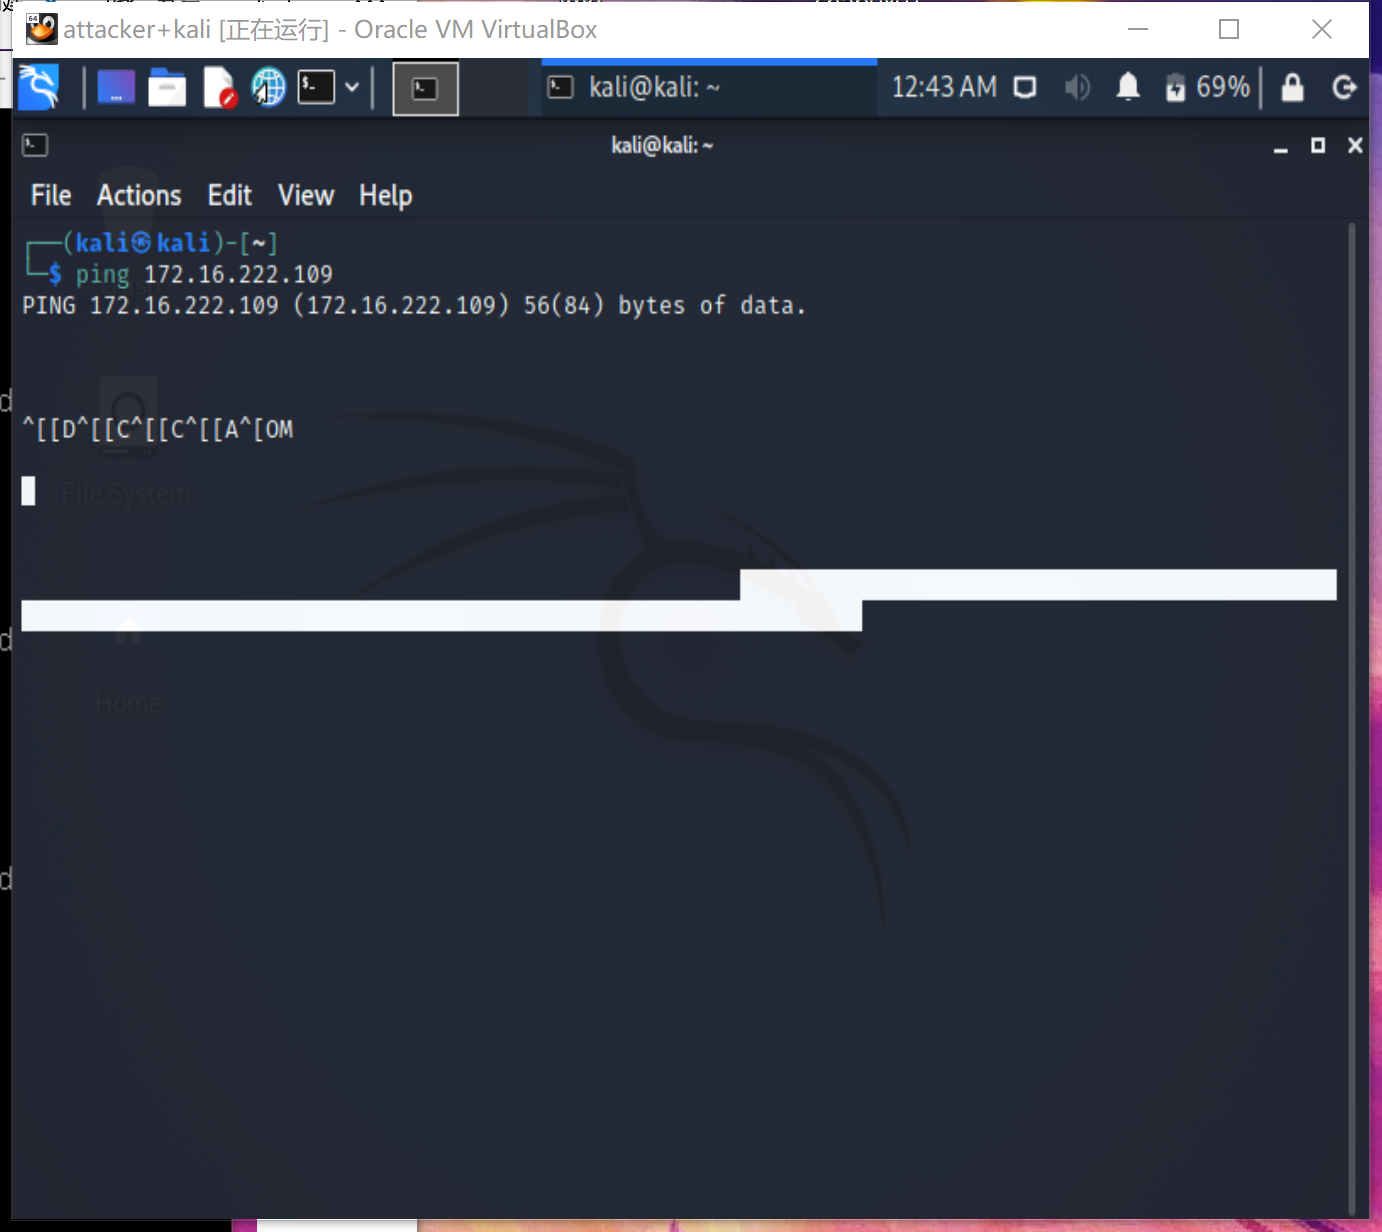 attacker+kali [正在运行] - Oracle VM VirtualBox
kali@kali: ~
12:43 AM
69%
kali@kali: ~
File Actions Edit View Help
┌──(kali㉿kali)-[~]
└─$ ping 172.16.222.109
PING 172.16.222.109 (172.16.222.109) 56(84) bytes of data.
^[[D^[[C^[[C^[[A^[OM
File System
Home